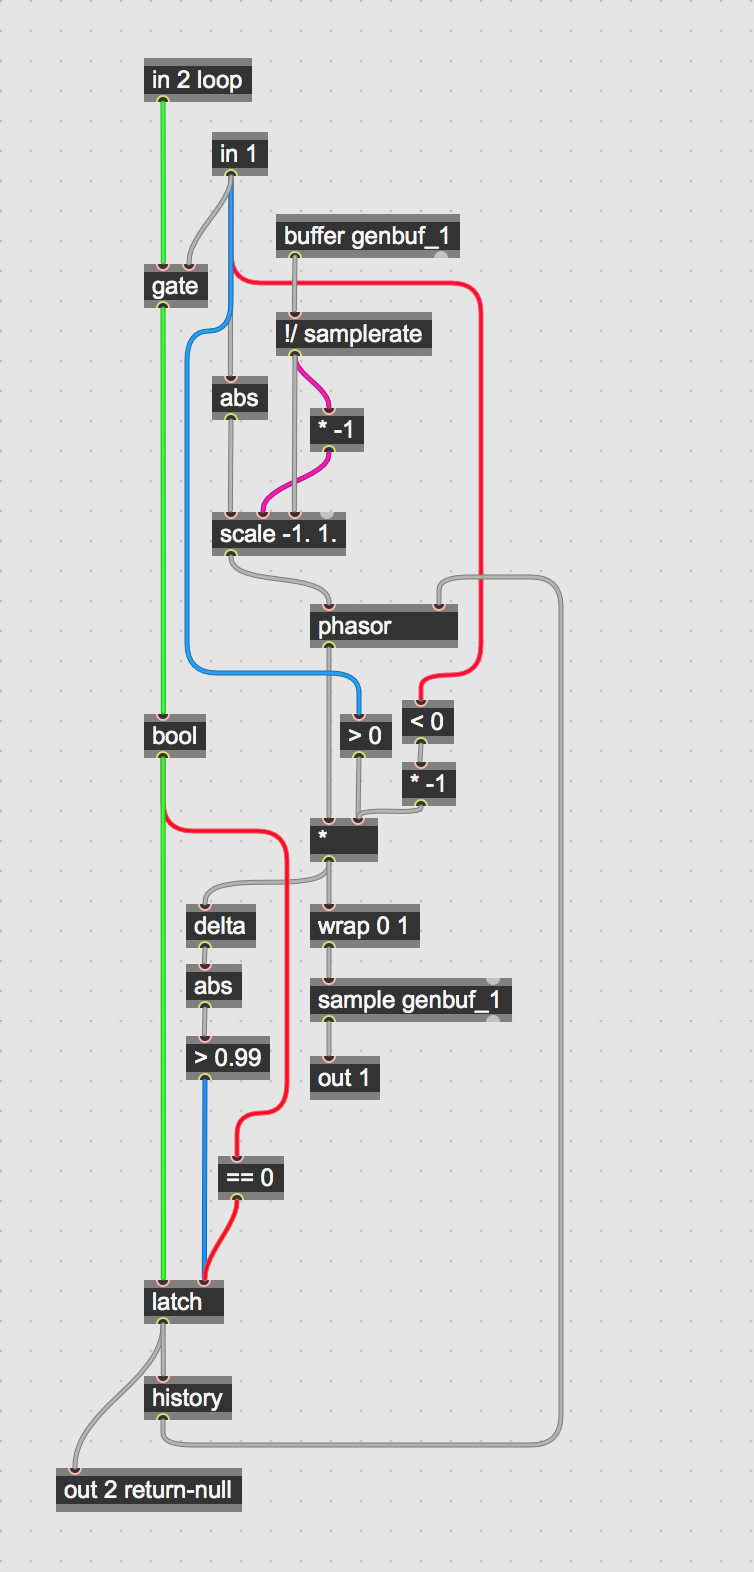 in 2 loop
in 1
buffer genbuf_1
gate
!/ samplerate
abs
* -1
scale -1. 1.
phasor
bool
> 0
< 0
* -1
*
delta
wrap 0 1
abs
sample genbuf_1
> 0.99
out 1
== 0
latch
history
out 2 return-null